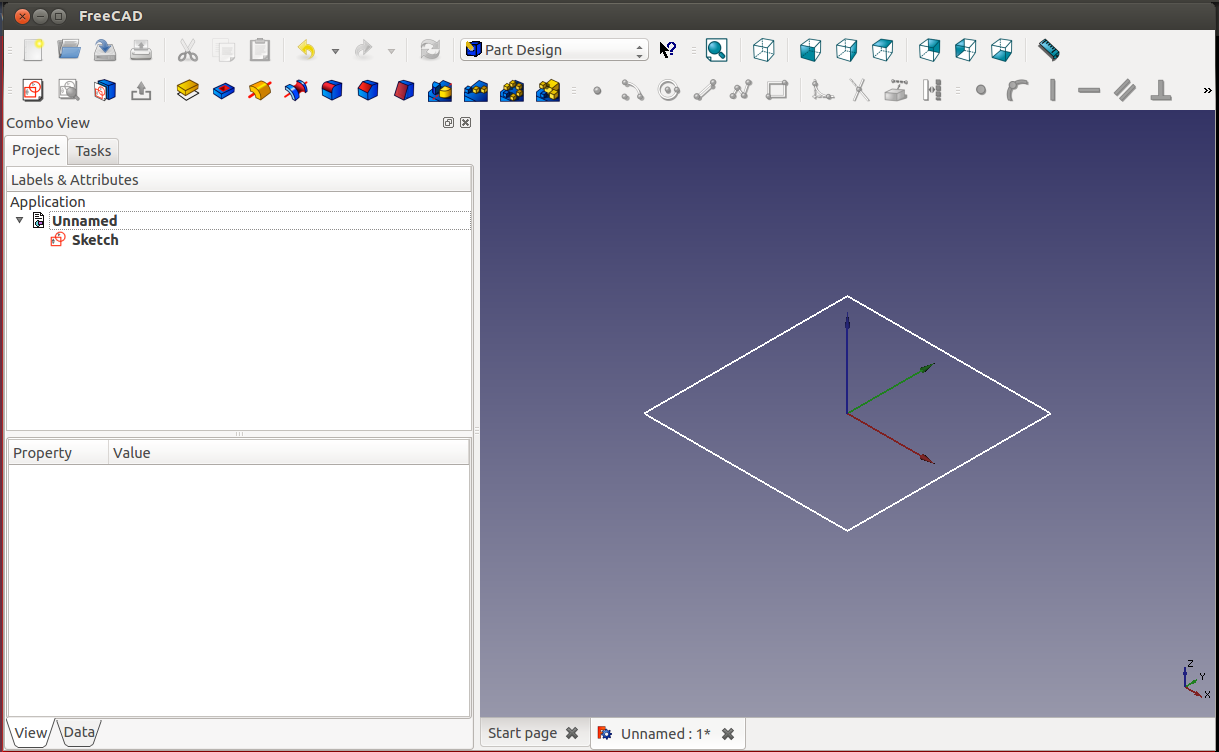 FreeCAD
Part Design
Combo View
Project
Tasks
Labels & Attributes
Application
Unnamed
Sketch
Property
Value
Z
Y
X
View
Data
Start page
Unnamed : 1*